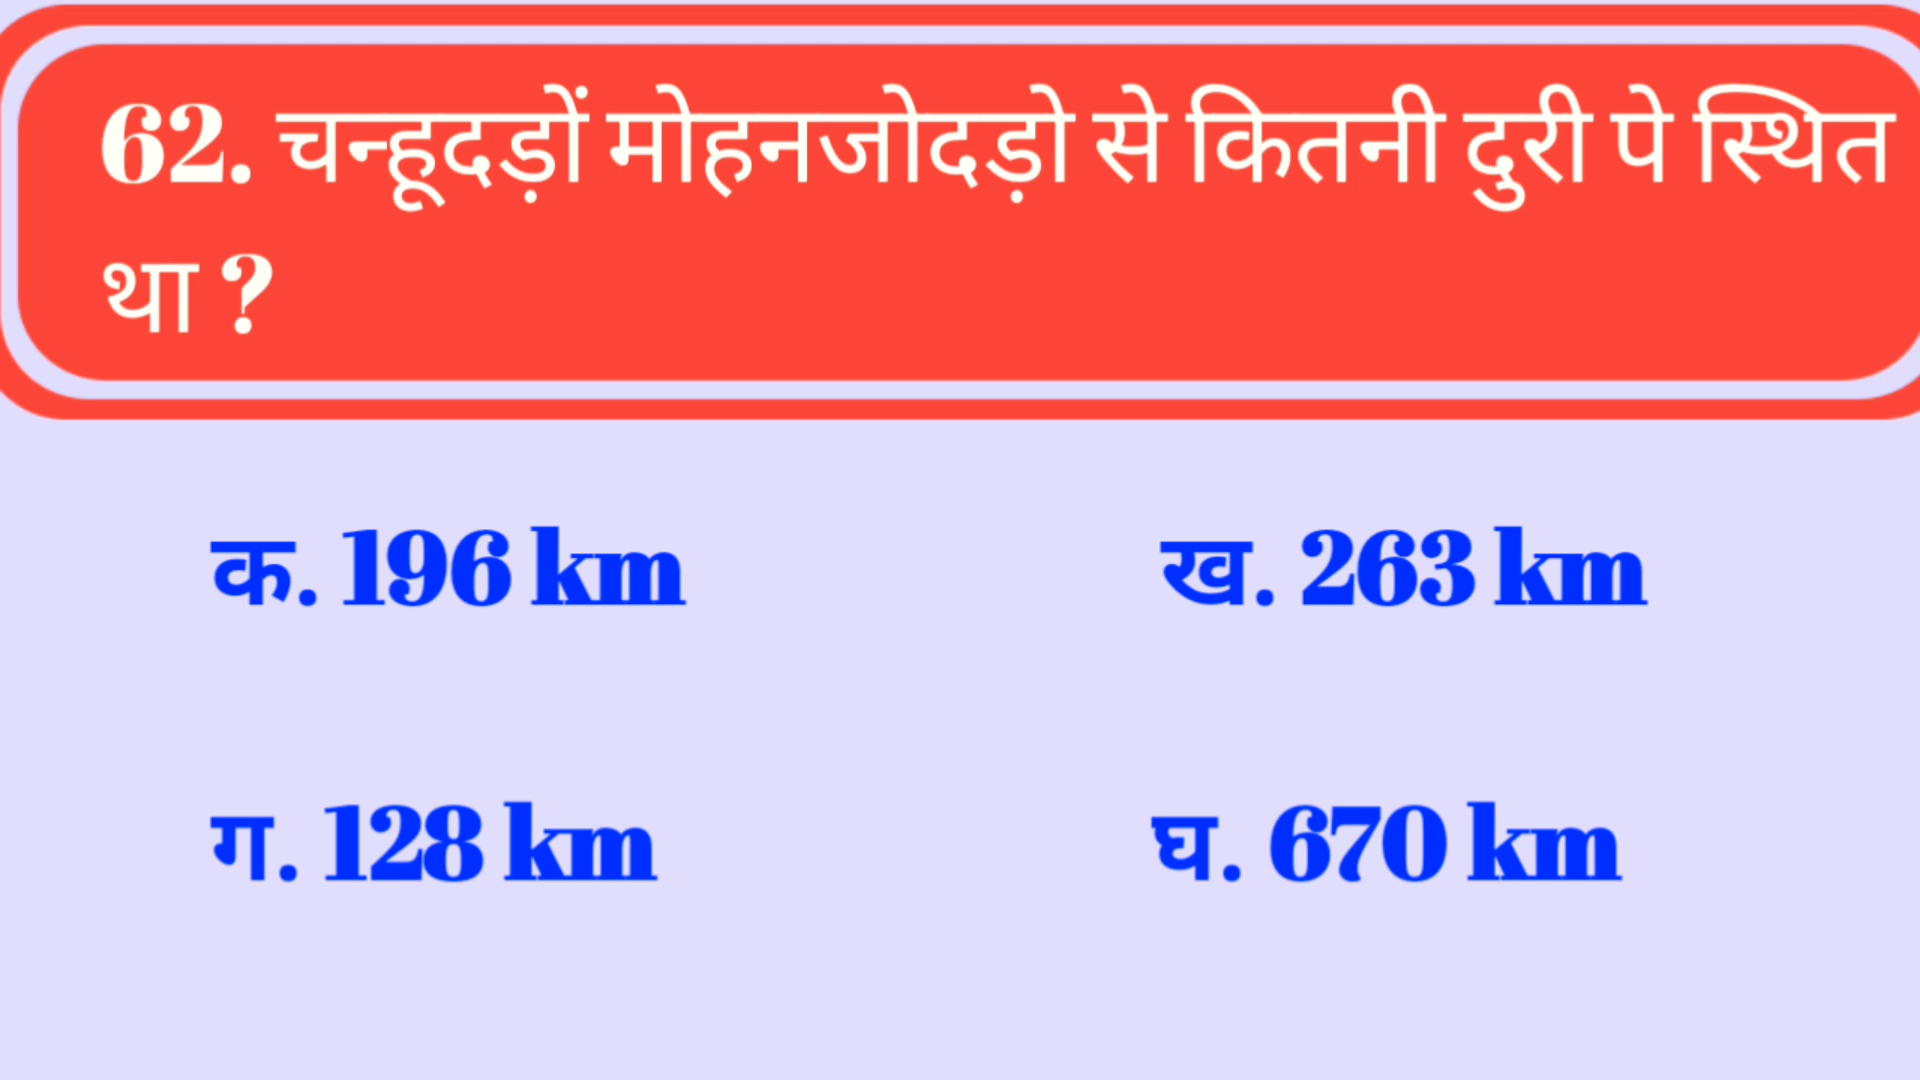 62. चन्हूदड़ों मोहनजोदड़ो से कितनी दुरी पे स्थित
था ?
क. 196 km
ख. 263 km
ग. 128 km
घ. 670 km